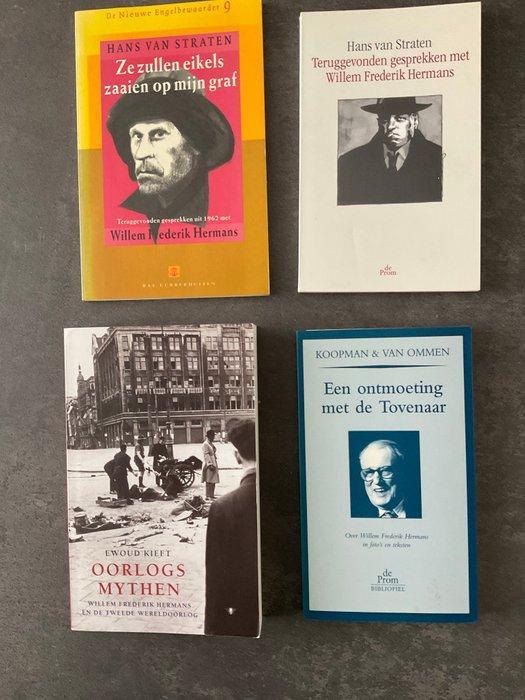 De Nieuwe Engelbewaarder 9
HANS VAN STRATEN
Ze zullen eikels
zaaien op mijn graf
Teruggevonden gesprekken uit 1962 met
Willem Frederik Hermans
BAS LUBBERHUIZEN
Hans van Straten
Teruggevonden gesprekken met
Willem Frederik Hermans
de
Prom
EWOUD KIEFT
OORLOGS
MYTHEN
WILLEM FREDERIK HERMANS
EN DE TWEEDE WERELDOORLOG
KOOPMAN & VAN OMMEN
Een ontmoeting
met de Tovenaar
Over Willem Frederik Hermans
in foto's en teksten
de
Prom
BIBLIOFIEL